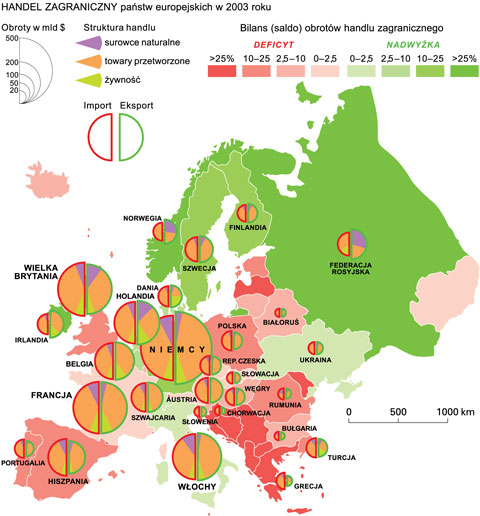 HANDEL ZAGRANICZNY państw europejskich w 2003 roku
Obroty w mld $
500
200
100
50
20
Struktura handlu
surowce naturalne
towary przetworzone
żywność
Import
Eksport
Bilans (saldo) obrotów handlu zagranicznego
DEFICYT
NADWYŻKA
>25%
10–25
2,5–10
0–2,5
0–2,5
2,5–10
10–25
>25%
NORWEGIA
FINLANDIA
SZWECJA
FEDERACJA
ROSYJSKA
WIELKA
BRYTANIA
DANIA
HOLANDIA
IRLANDIA
POLSKA
BIAŁORUŚ
NIEMCY
BELGIA
REP. CZESKA
UKRAINA
SŁOWACJA
FRANCJA
AUSTRIA
WĘGRY
SZWAJCARIA
RUMUNIA
SŁOWENIA
CHORWACJA
BUŁGARIA
PORTUGALIA
HISZPANIA
WŁOCHY
TURCJA
GRECJA
0
500
1000 km